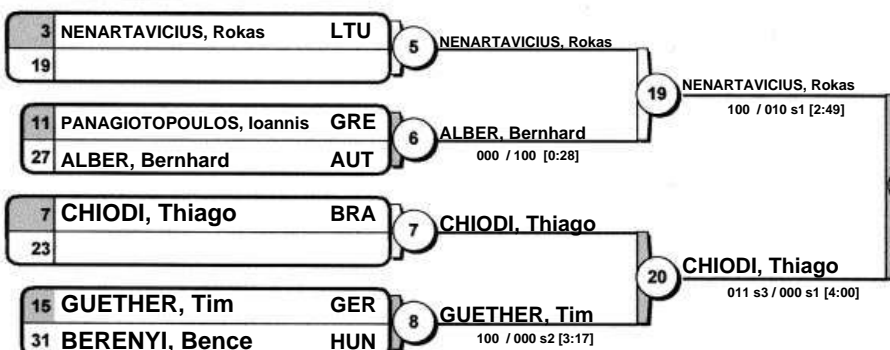 3 NENARTAVICIUS, Rokas LTU
19
5 NENARTAVICIUS, Rokas
11 PANAGIOTOPOULOS, Ioannis GRE
27 ALBER, Bernhard AUT
6 ALBER, Bernhard
000 / 100 [0:28]
19 NENARTAVICIUS, Rokas
100 / 010 s1 [2:49]
7 CHIODI, Thiago BRA
23
7 CHIODI, Thiago
15 GUETHER, Tim GER
31 BERENYI, Bence HUN
8 GUETHER, Tim
100 / 000 s2 [3:17]
20 CHIODI, Thiago
011 s3 / 000 s1 [4:00]